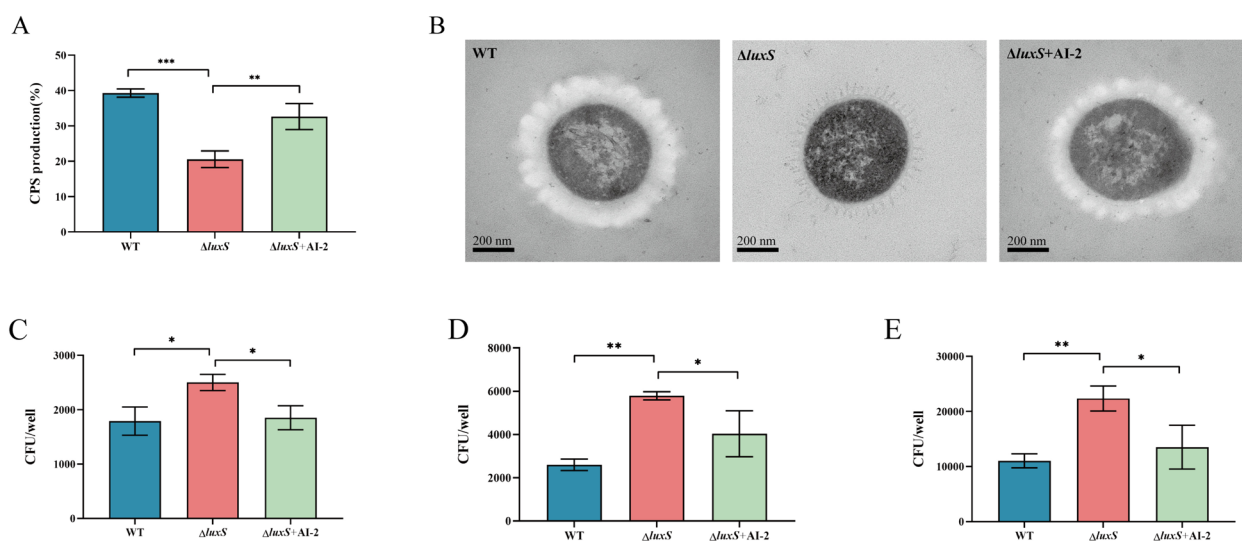 A
CPS production(%)
50
40
30
20
10
0
***
**
WT
ΔluxS
ΔluxS+AI-2
B
WT
200 nm
ΔluxS
200 nm
ΔluxS+AI-2
200 nm
C
CFU/well
3000
2000
1000
0
*
*
WT
ΔluxS
ΔluxS+AI-2
D
CFU/well
8000
6000
4000
2000
0
**
*
WT
ΔluxS
ΔluxS+AI-2
E
CFU/well
30000
20000
10000
0
**
*
WT
ΔluxS
ΔluxS+AI-2